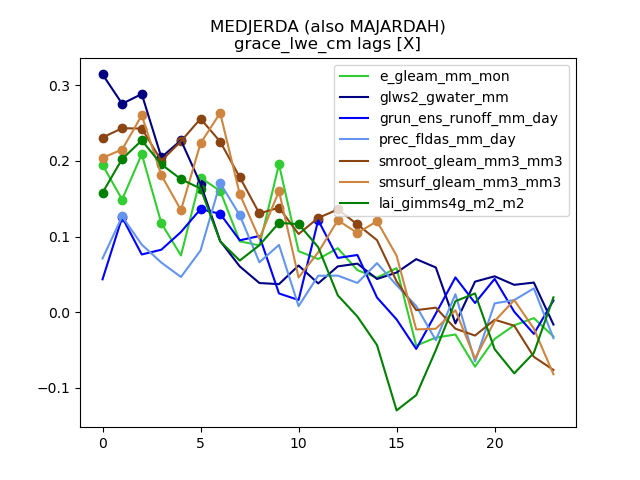 MEDJERDA (also MAJARDAH)
grace_lwe_cm lags [X]
e_gleam_mm_mon
glws2_gwater_mm
grun_ens_runoff_mm_day
prec_fldas_mm_day
smroot_gleam_mm3_mm3
smsurf_gleam_mm3_mm3
lai_gimms4g_m2_m2
0.3
0.2
0.1
0.0
−0.1
0 5 10 15 20